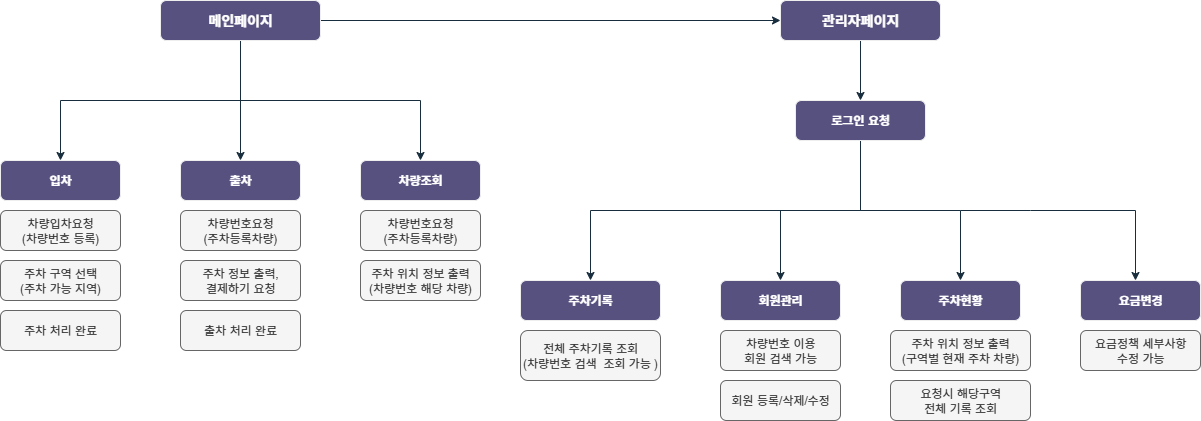 메인페이지
관리자페이지
로그인 요청
입차
출차
차량조회
차량입차요청
(차량번호 등록)
차량번호요청
(주차등록차량)
차량번호요청
(주차등록차량)
주차 구역 선택
(주차 가능 지역)
주차 정보 출력,
결제하기 요청
주차 위치 정보 출력
(차량번호 해당 차량)
주차 처리 완료
출차 처리 완료
주차기록
회원관리
주차현황
요금변경
전체 주차기록 조회
(차량번호 검색  조회 가능 )
차량번호 이용
회원 검색 가능
주차 위치 정보 출력
(구역별 현재 주차 차량)
요금정책 세부사항
수정 가능
회원 등록/삭제/수정
요청시 해당구역
전체 기록 조회